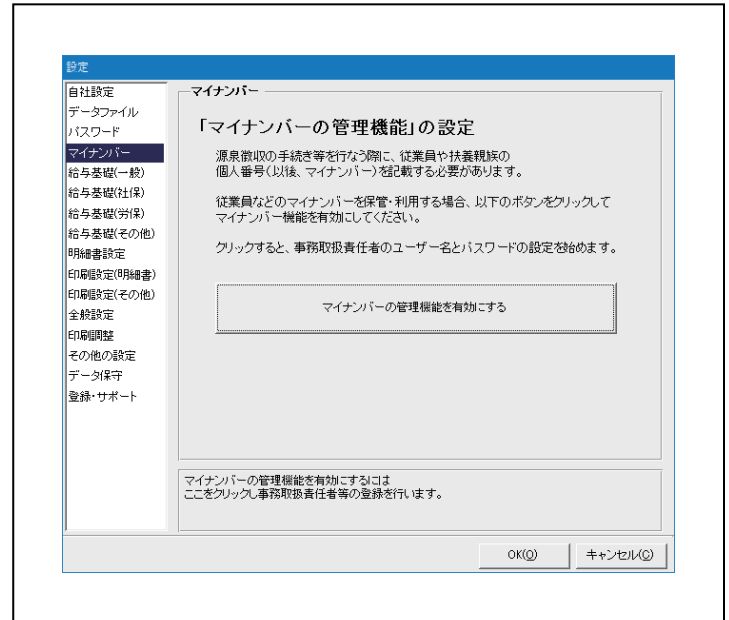 設定
自社設定
データファイル
パスワード
マイナンバー
給与基礎(一般)
給与基礎(社保)
給与基礎(労保)
給与基礎(その他)
明細書設定
印刷設定(明細書)
印刷設定(その他)
全般設定
印刷調整
その他の設定
データ保守
登録・サポート
マイナンバー
「マイナンバーの管理機能」の設定
源泉徴収の手続き等を行なう際に、従業員や扶養親族の
個人番号(以後、マイナンバー)を記載する必要があります。
従業員などのマイナンバーを保管・利用する場合、以下のボタンをクリックして
マイナンバー機能を有効にしてください。
クリックすると、事務取扱責任者のユーザー名とパスワードの設定を始めます。
マイナンバーの管理機能を有効にする
マイナンバーの管理機能を有効にするには
ここをクリックし事務取扱責任者等の登録を行います。
OK(O)
キャンセル(C)